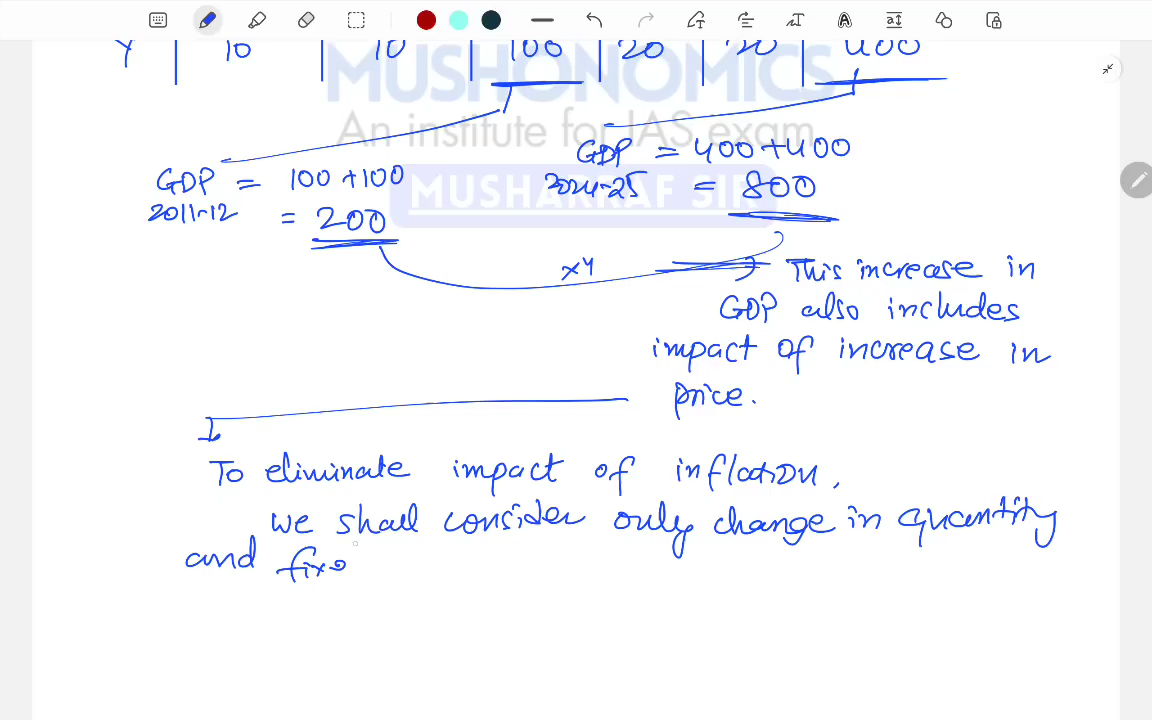 Y 10 10 100 20 20 400
MUSHONOMICS
An institute for IAS exam
MUSHARRAF SIR
GDP 2011-12 = 100 + 100
= 200
GDP 2024-25 = 400 + 400
= 800
x4
This increase in
GDP also includes
impact of increase in
price.
To eliminate impact of inflation,
we shall consider only change in quantity
and fixe